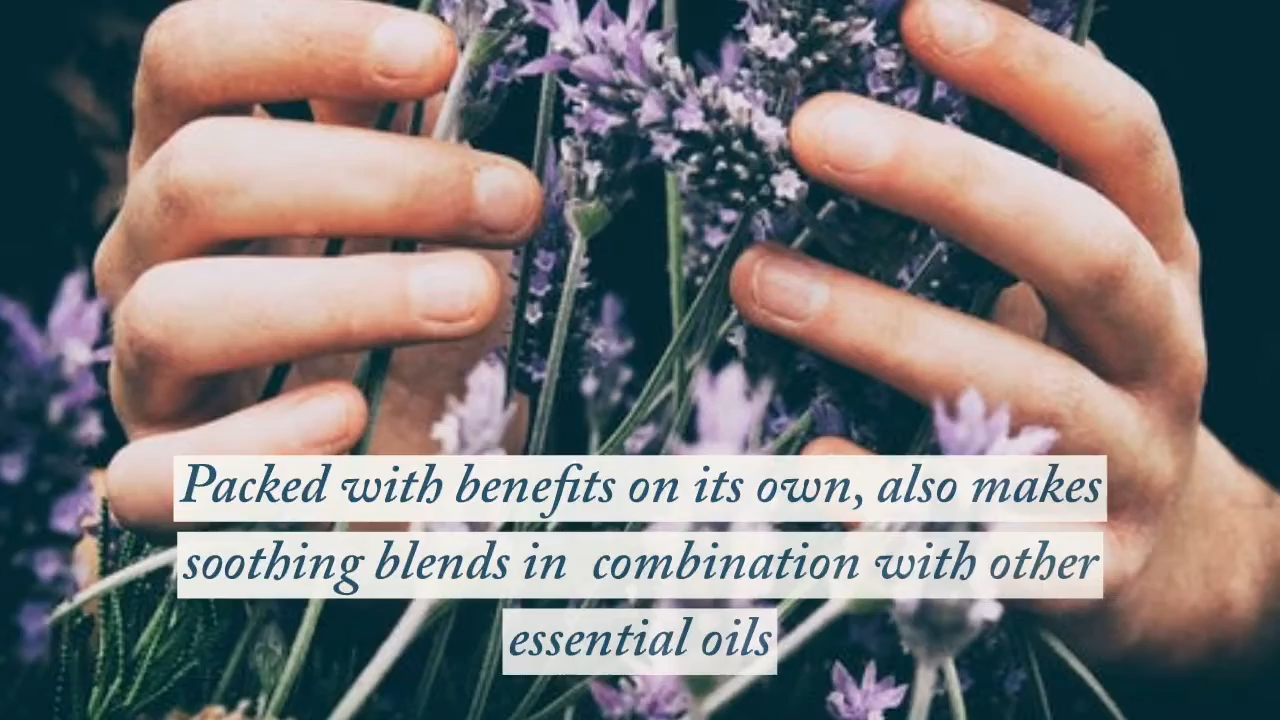 Packed with benefits on its own, also makes
soothing blends in  combination with other
essential oils